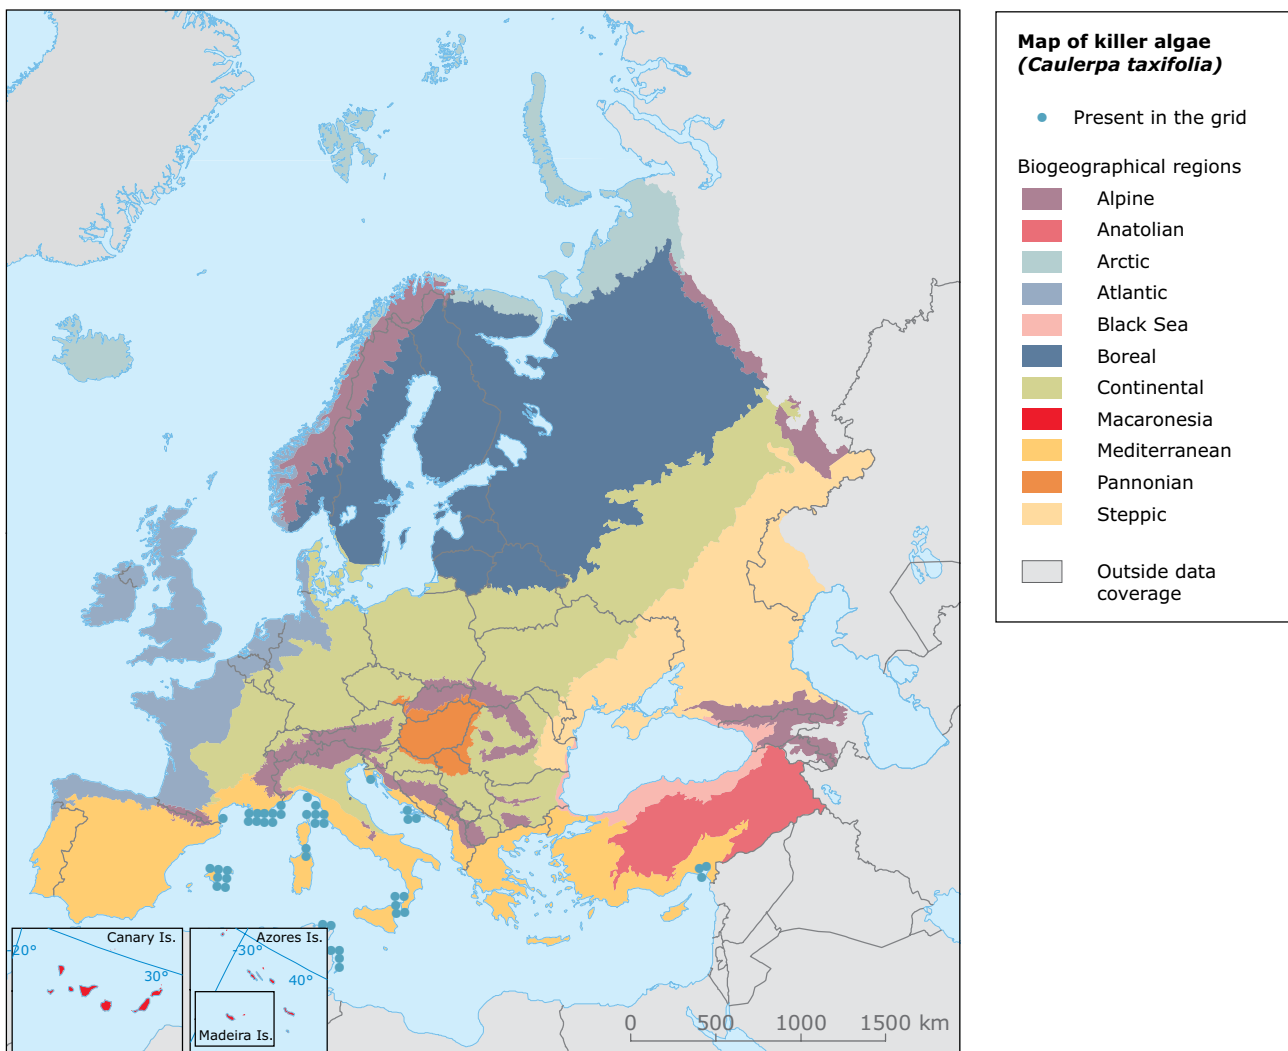 Map of killer algae
(Caulerpa taxifolia)
Present in the grid
Biogeographical regions
Alpine
Anatolian
Arctic
Atlantic
Black Sea
Boreal
Continental
Macaronesia
Mediterranean
Pannonian
Steppic
Outside data
coverage
Canary Is.
-20°
30°
Azores Is.
-30°
40°
Madeira Is.
0 500 1000 1500 km